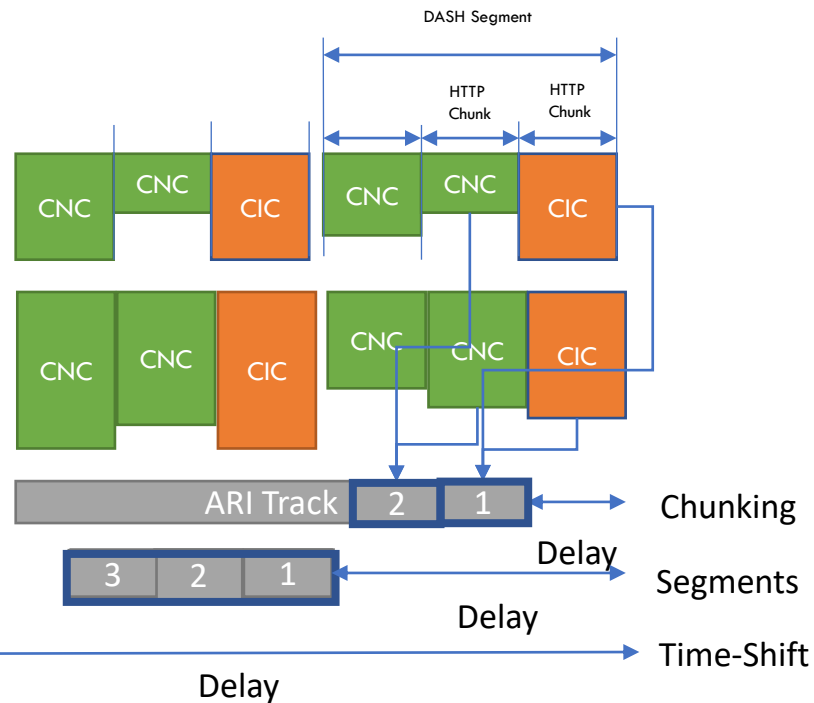 DASH Segment
HTTP
Chunk
HTTP
Chunk
CNC
CNC
CIC
CNC
CNC
CIC
CNC
CNC
CIC
CNC
CNC
CIC
ARI Track
2
1
Chunking
Delay
3
2
1
Segments
Delay
Time-Shift
Delay